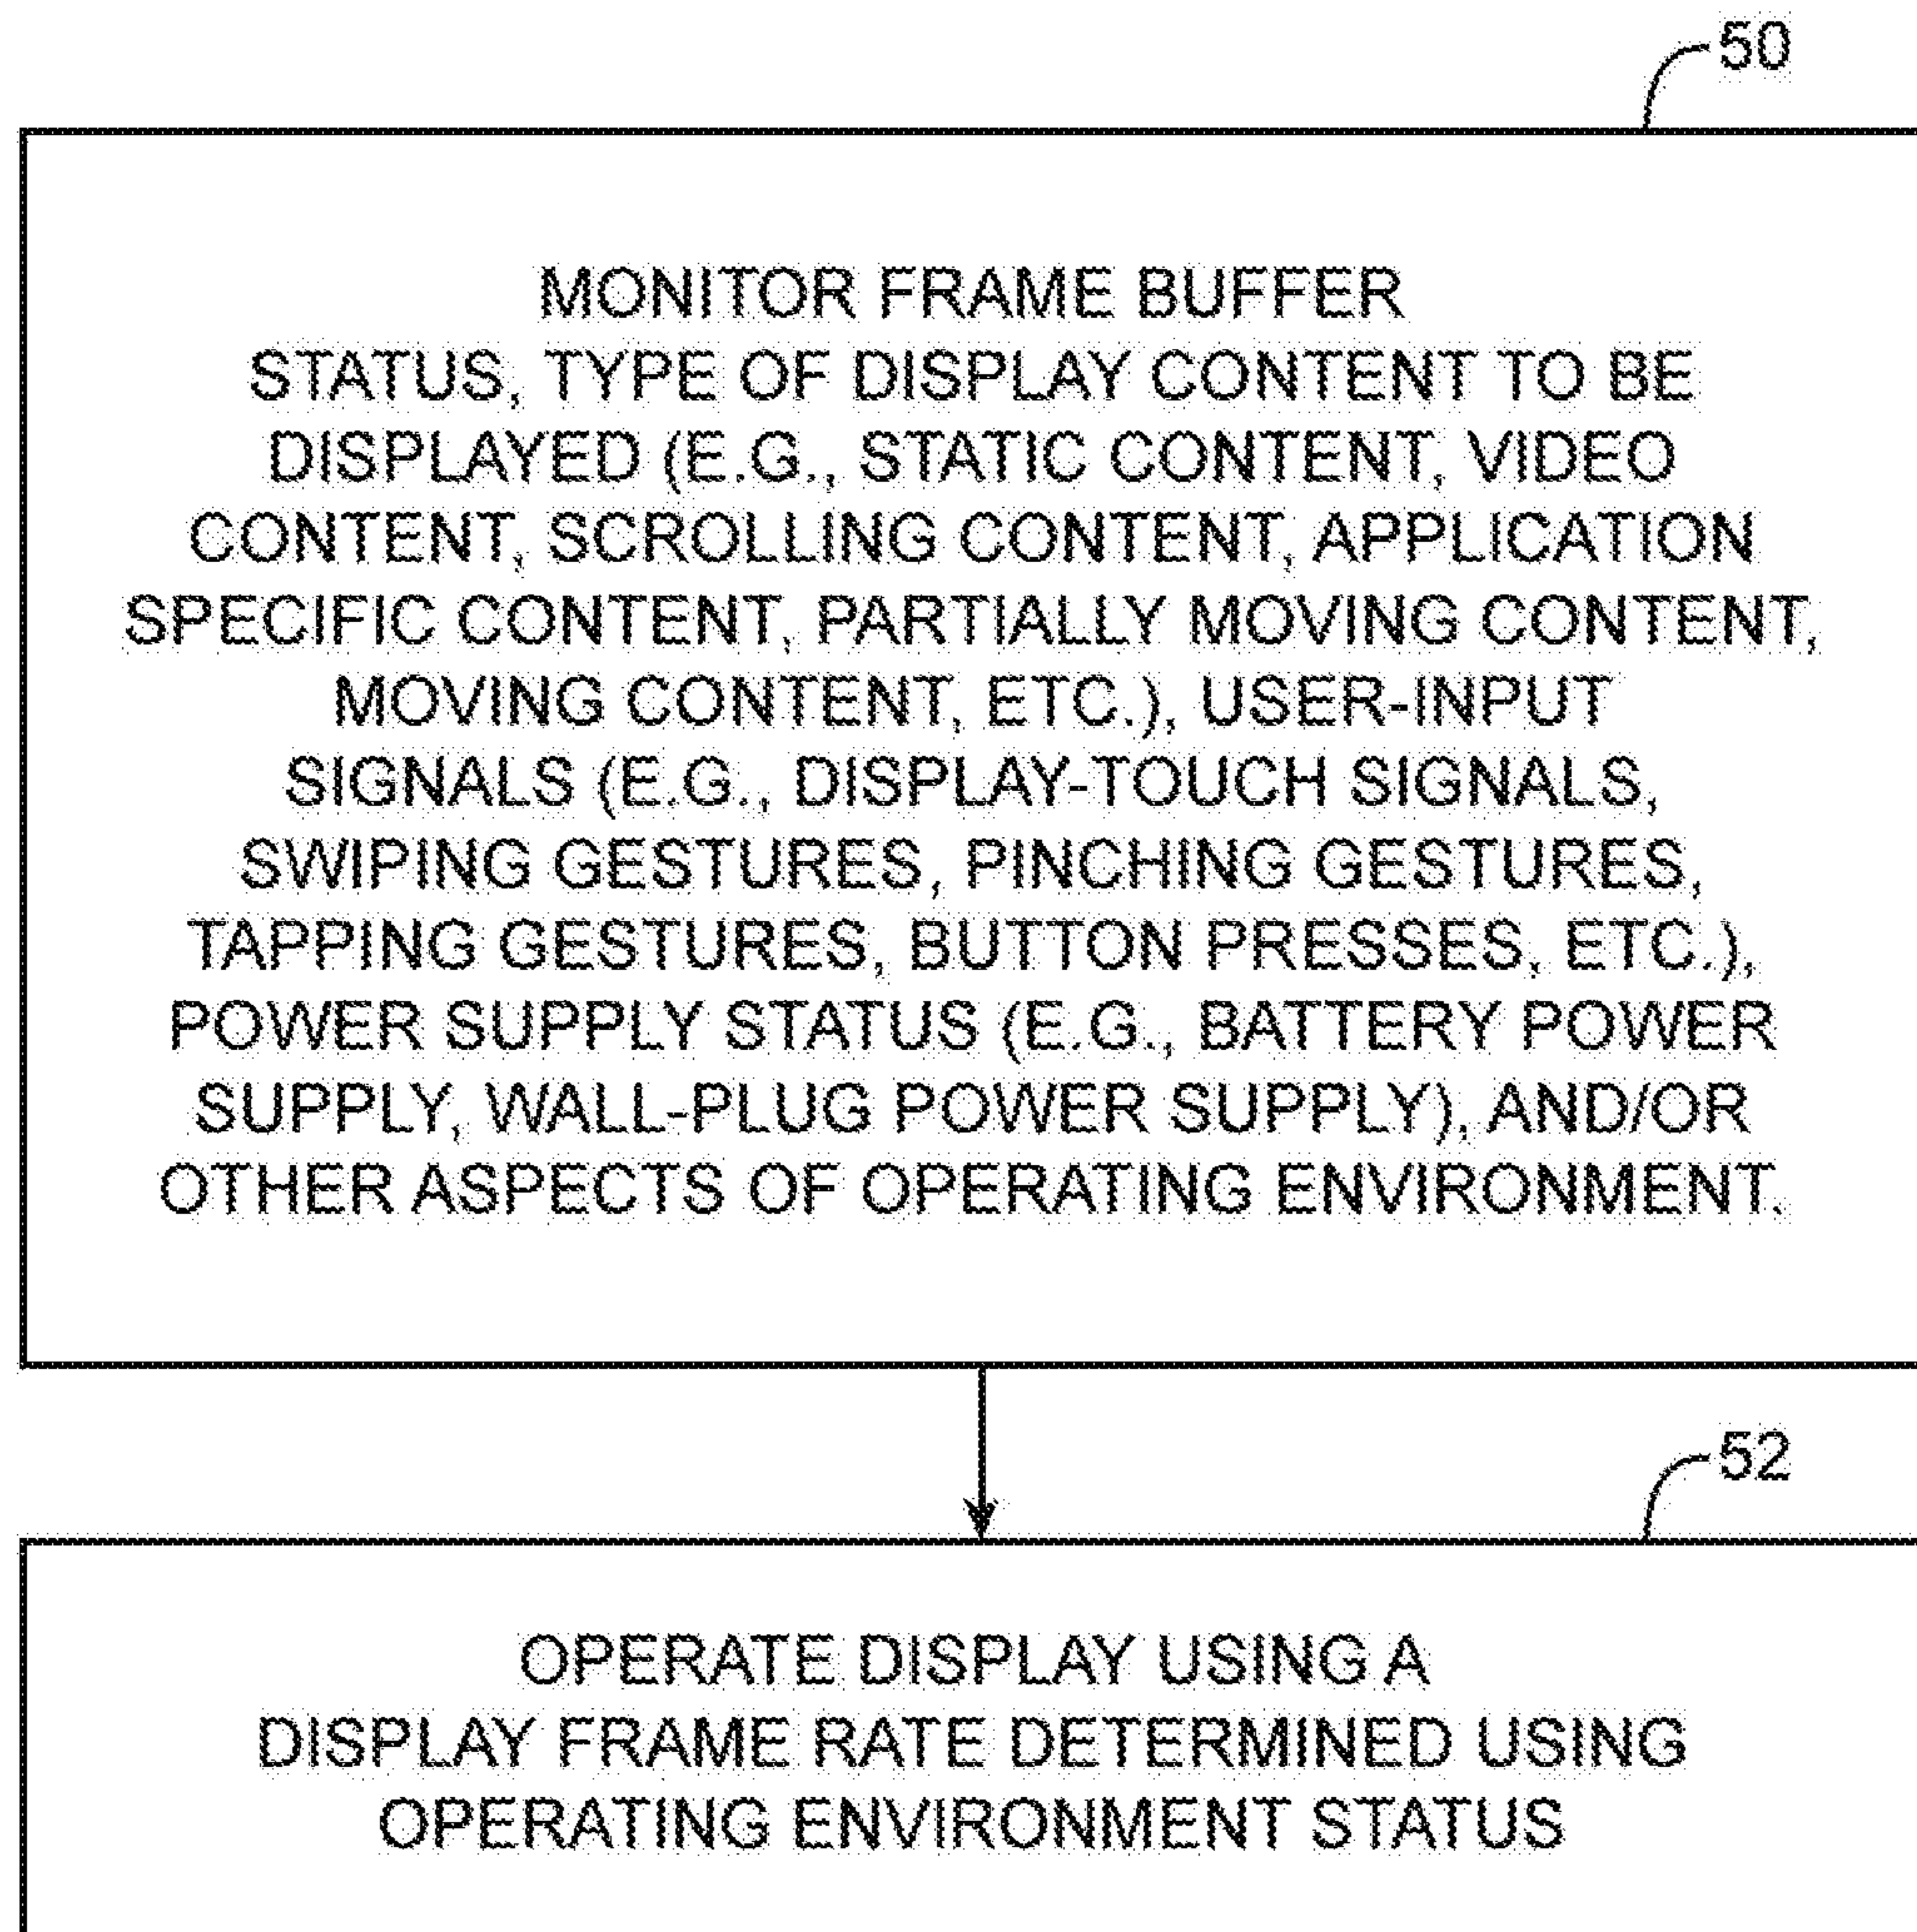 50
MONITOR FRAME BUFFER
STATUS, TYPE OF DISPLAY CONTENT TO BE
DISPLAYED (E.G., STATIC CONTENT, VIDEO
CONTENT, SCROLLING CONTENT, APPLICATION
SPECIFIC CONTENT, PARTIALLY MOVING CONTENT,
MOVING CONTENT, ETC.), USER-INPUT
SIGNALS (E.G., DISPLAY-TOUCH SIGNALS,
SWIPING GESTURES, PINCHING GESTURES,
TAPPING GESTURES, BUTTON PRESSES, ETC.),
POWER SUPPLY STATUS (E.G., BATTERY POWER
SUPPLY, WALL-PLUG POWER SUPPLY), AND/OR
OTHER ASPECTS OF OPERATING ENVIRONMENT.
52
OPERATE DISPLAY USING A
DISPLAY FRAME RATE DETERMINED USING
OPERATING ENVIRONMENT STATUS